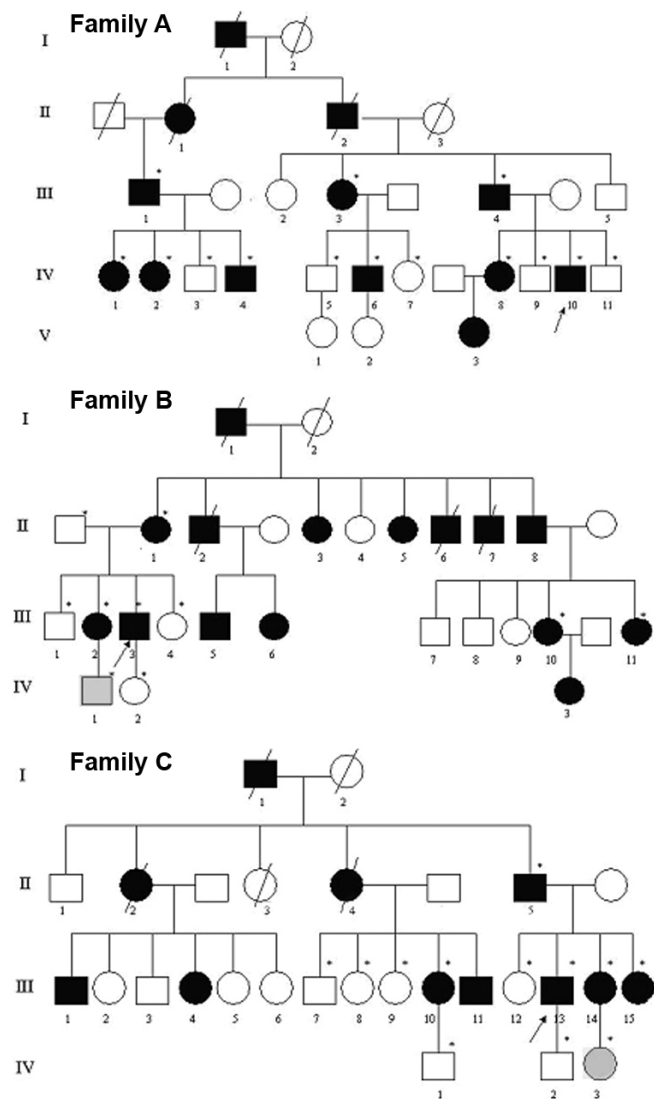 Family A
I
1 2
II
1 2 3
* * *
III
1 2 3 4 5
* * * * * * * * * * *
IV
1 2 3 4 5 6 7 8 9 10 11
V
1 2 3
Family B
I
1 2
* *
II
1 2 3 4 5 6 7 8
* * * * * *
III
1 2 3 4 5 6 7 8 9 10 11
* *
IV
1 2 3
Family C
I
1 2
*
II
1 2 3 4 5
* * * * * * * *
III
1 2 3 4 5 6 7 8 9 10 11 12 13 14 15
* * *
IV
1 2 3